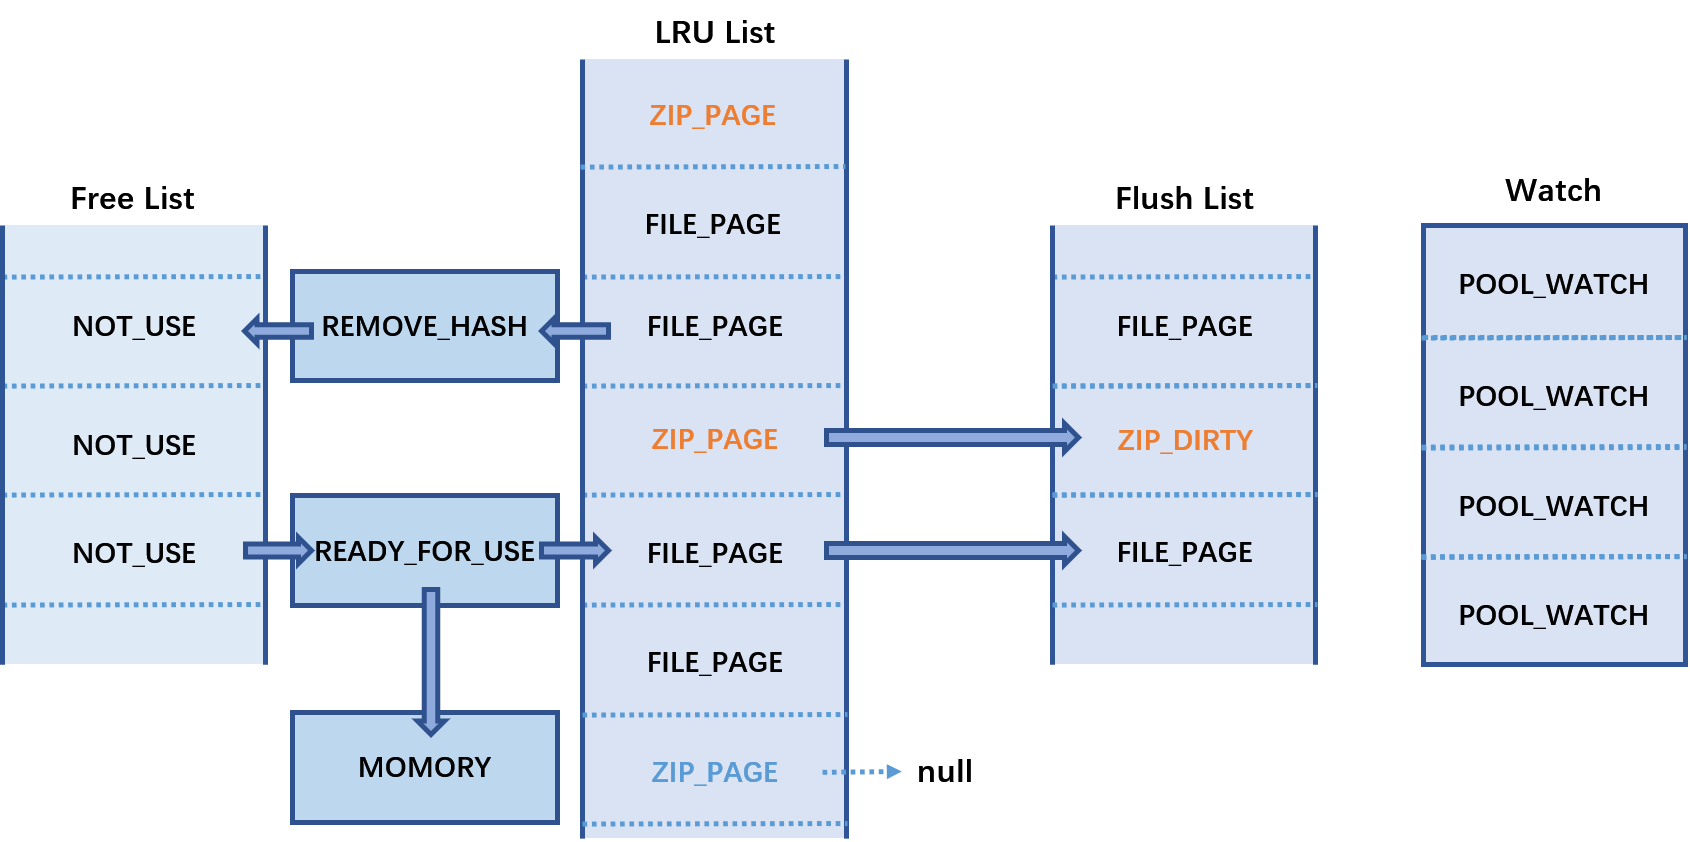 LRU List
ZIP_PAGE
FILE_PAGE
FILE_PAGE
ZIP_PAGE
FILE_PAGE
FILE_PAGE
ZIP_PAGE
null
Free List
NOT_USE
NOT_USE
NOT_USE
REMOVE_HASH
READY_FOR_USE
MOMORY
Flush List
FILE_PAGE
ZIP_DIRTY
FILE_PAGE
Watch
POOL_WATCH
POOL_WATCH
POOL_WATCH
POOL_WATCH